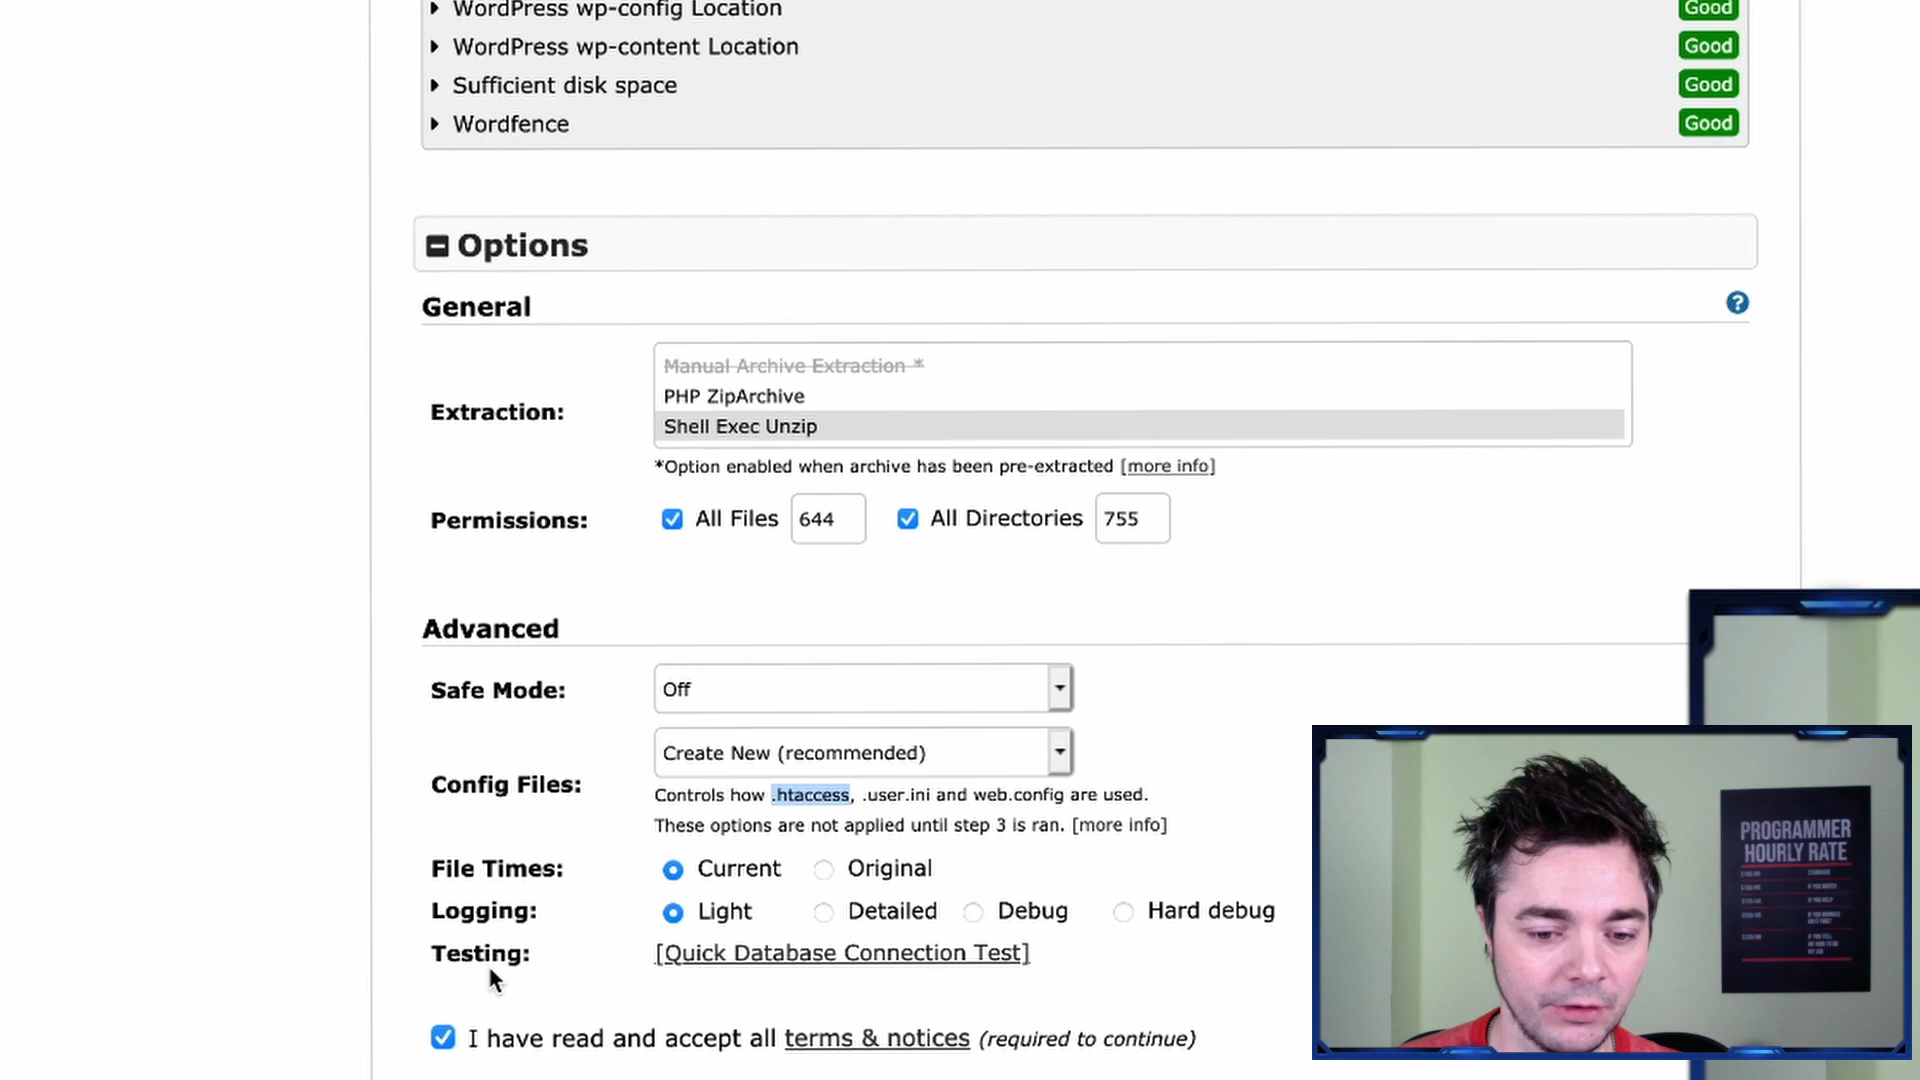 WordPress wp-config Location Good
WordPress wp-content Location Good
Sufficient disk space Good
Wordfence Good
Options
General
Extraction:
Manual Archive Extraction *
PHP ZipArchive
Shell Exec Unzip
*Option enabled when archive has been pre-extracted [more info]
Permissions: All Files 644 All Directories 755
Advanced
Safe Mode: Off
Config Files: Create New (recommended)
Controls how .htaccess, .user.ini and web.config are used.
These options are not applied until step 3 is ran. [more info]
File Times: Current Original
Logging: Light Detailed Debug Hard debug
Testing: [Quick Database Connection Test]
I have read and accept all terms & notices (required to continue)
PROGRAMMER
HOURLY RATE